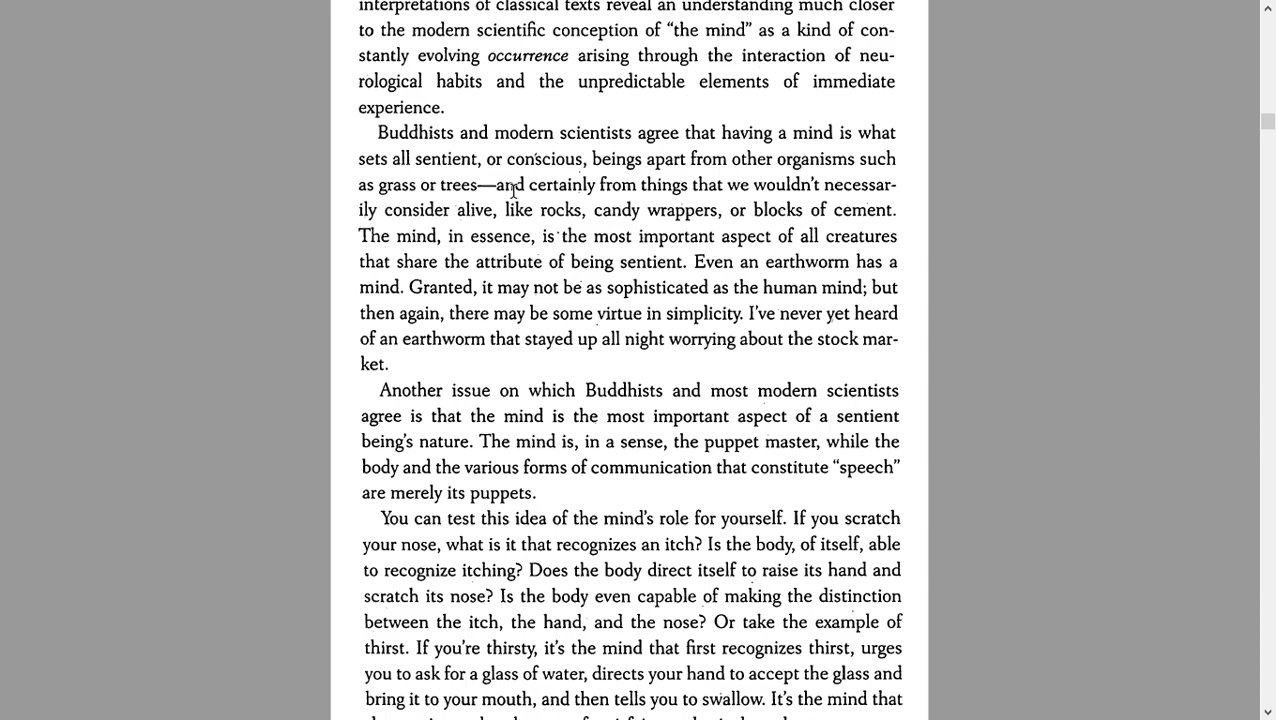 interpretations of classical texts reveal an understanding much closer
to the modern scientific conception of “the mind” as a kind of con-
stantly evolving occurrence arising through the interaction of neu-
rological habits and the unpredictable elements of immediate
experience.
Buddhists and modern scientists agree that having a mind is what
sets all sentient, or conscious, beings apart from other organisms such
as grass or trees—and certainly from things that we wouldn’t necessar-
ily consider alive, like rocks, candy wrappers, or blocks of cement.
The mind, in essence, is the most important aspect of all creatures
that share the attribute of being sentient. Even an earthworm has a
mind. Granted, it may not be as sophisticated as the human mind; but
then again, there may be some virtue in simplicity. I’ve never yet heard
of an earthworm that stayed up all night worrying about the stock mar-
ket.
Another issue on which Buddhists and most modern scientists
agree is that the mind is the most important aspect of a sentient
being’s nature. The mind is, in a sense, the puppet master, while the
body and the various forms of communication that constitute “speech”
are merely its puppets.
You can test this idea of the mind’s role for yourself. If you scratch
your nose, what is it that recognizes an itch? Is the body, of itself, able
to recognize itching? Does the body direct itself to raise its hand and
scratch its nose? Is the body even capable of making the distinction
between the itch, the hand, and the nose? Or take the example of
thirst. If you’re thirsty, it’s the mind that first recognizes thirst, urges
you to ask for a glass of water, directs your hand to accept the glass and
bring it to your mouth, and then tells you to swallow. It’s the mind that